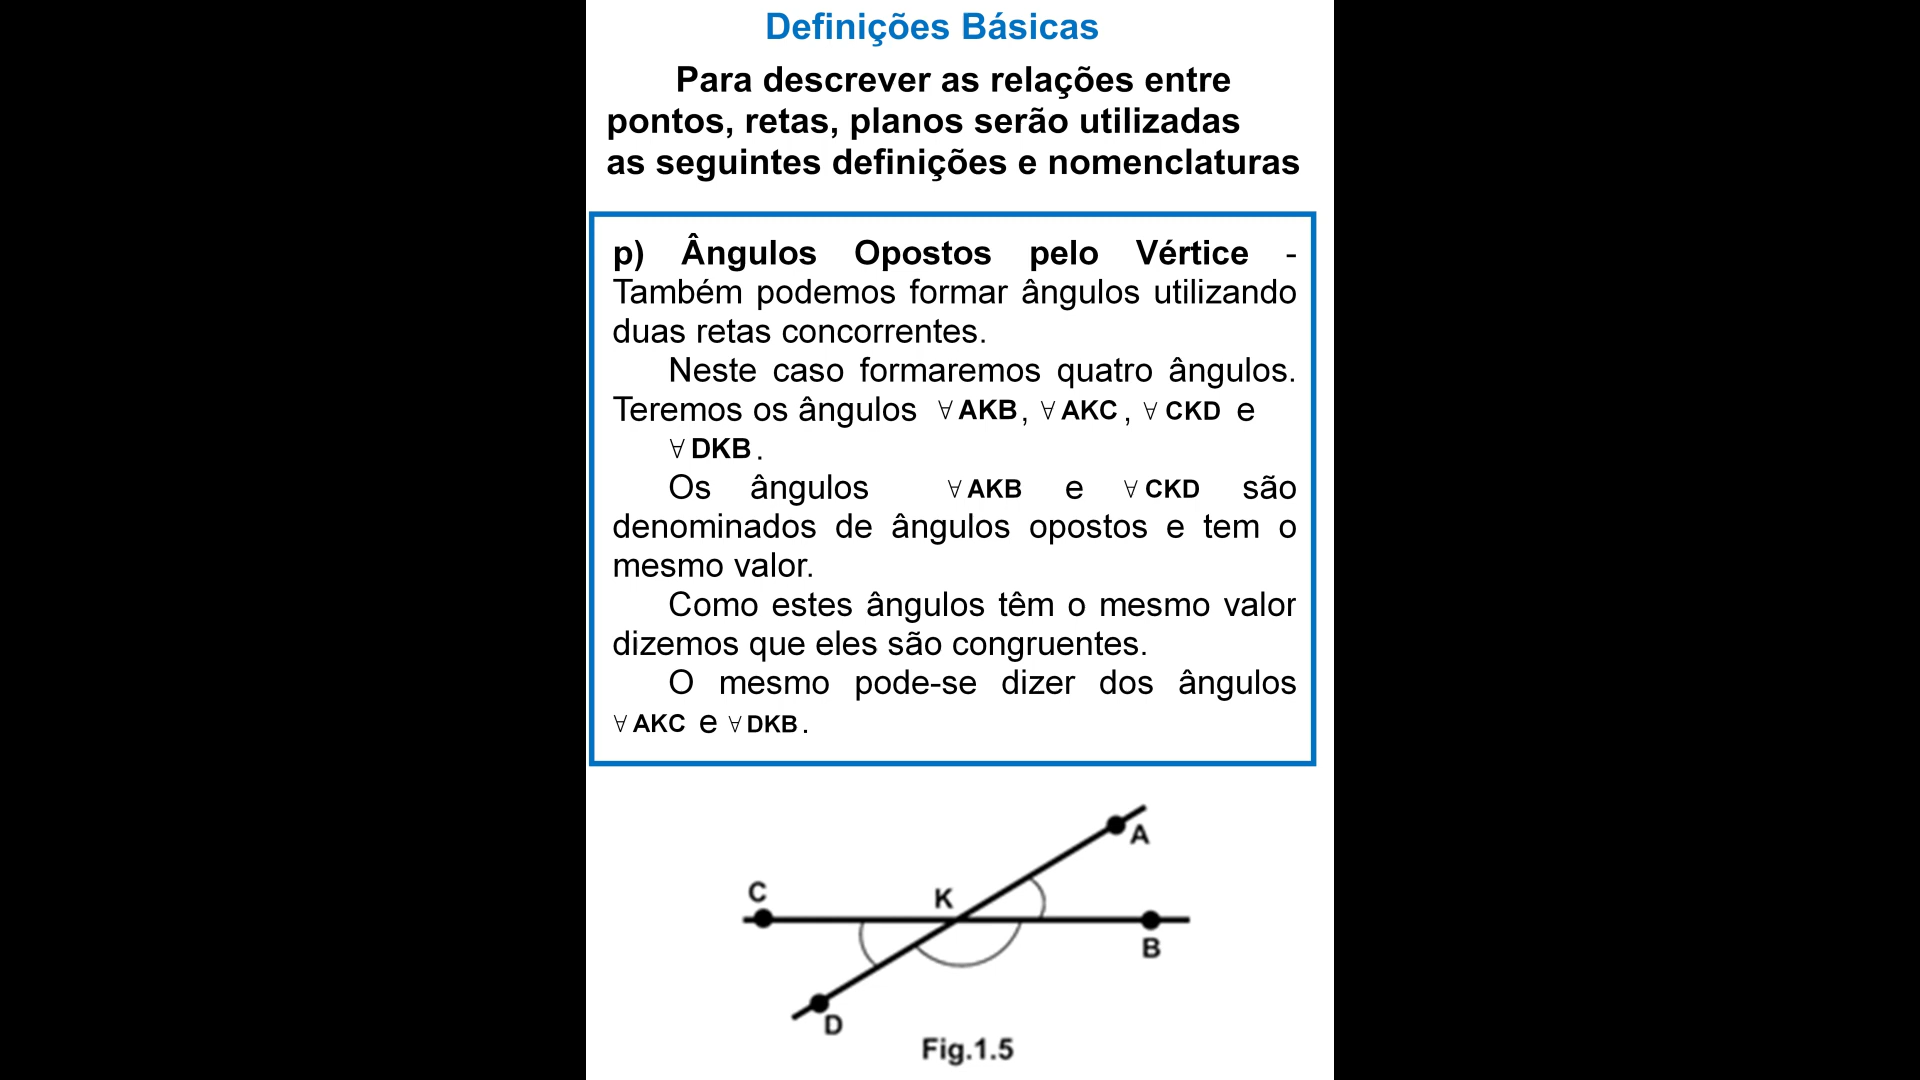 Definições Básicas
Para descrever as relações entre
pontos, retas, planos serão utilizadas
as seguintes definições e nomenclaturas
p) Ângulos Opostos pelo Vértice -
Também podemos formar ângulos utilizando
duas retas concorrentes.
Neste caso formaremos quatro ângulos.
Teremos os ângulos ∀ AKB, ∀ AKC, ∀ CKD e
∀ DKB.
Os ângulos ∀ AKB e ∀ CKD são
denominados de ângulos opostos e tem o
mesmo valor.
Como estes ângulos têm o mesmo valor
dizemos que eles são congruentes.
O mesmo pode-se dizer dos ângulos
∀ AKC e ∀ DKB.
A
C
K
B
D
Fig.1.5